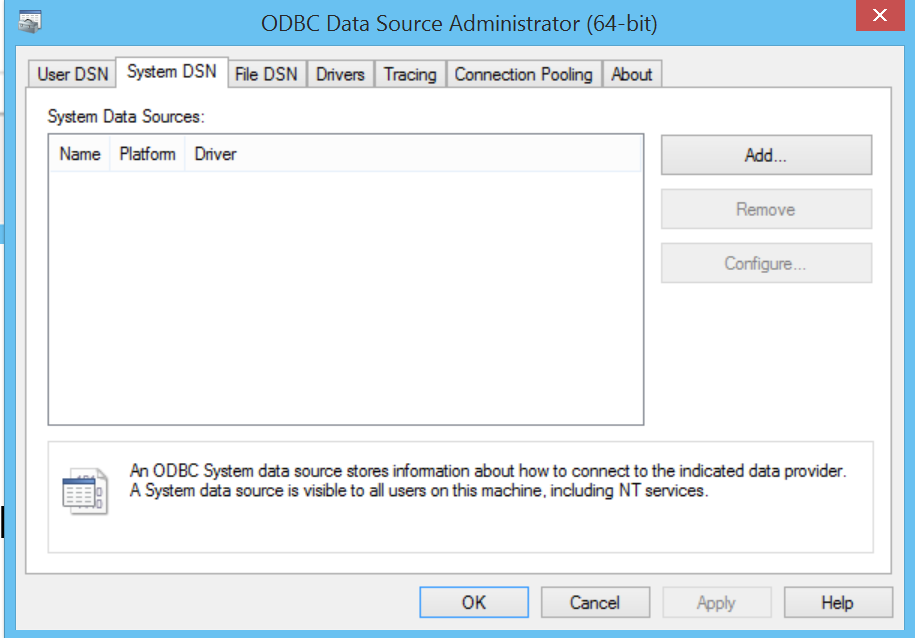 ODBC Data Source Administrator (64-bit)
User DSN System DSN File DSN Drivers Tracing Connection Pooling About
System Data Sources:
Name Platform Driver
Add...
Remove
Configure...
An ODBC System data source stores information about how to connect to the indicated data provider.
A System data source is visible to all users on this machine, including NT services.
OK Cancel Apply Help